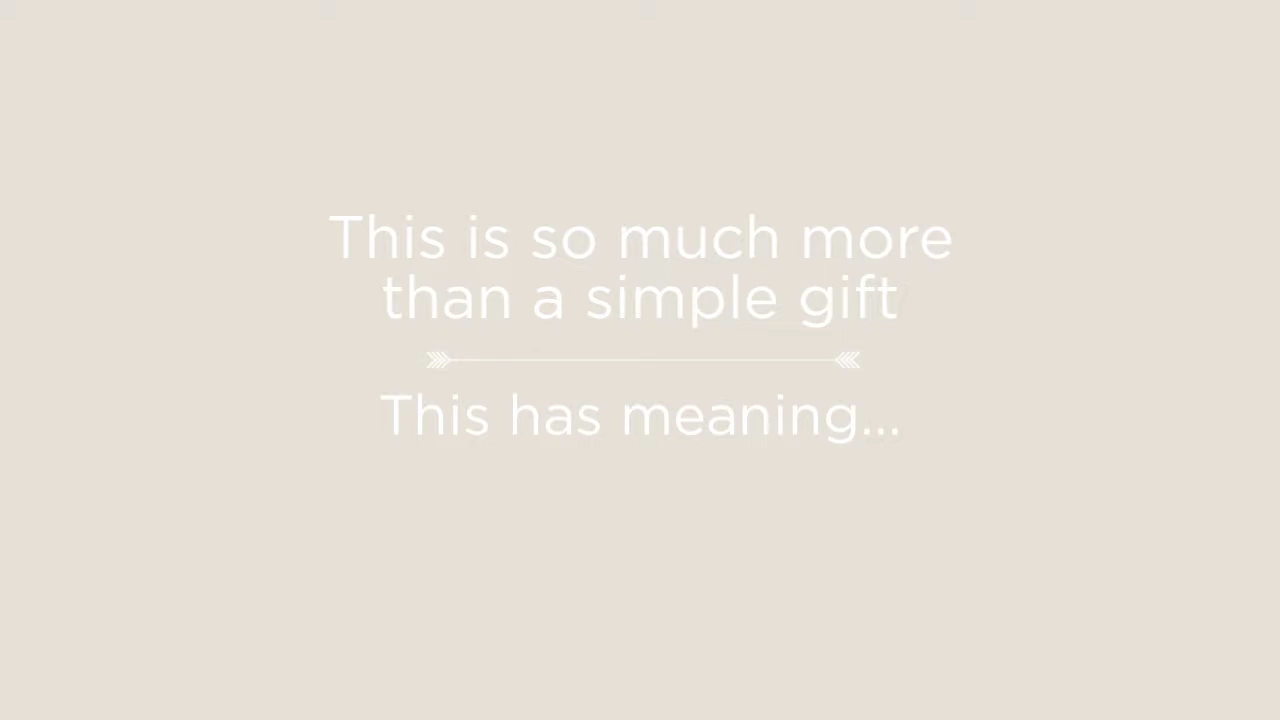 This is so much more
than a simple gift
This has meaning...